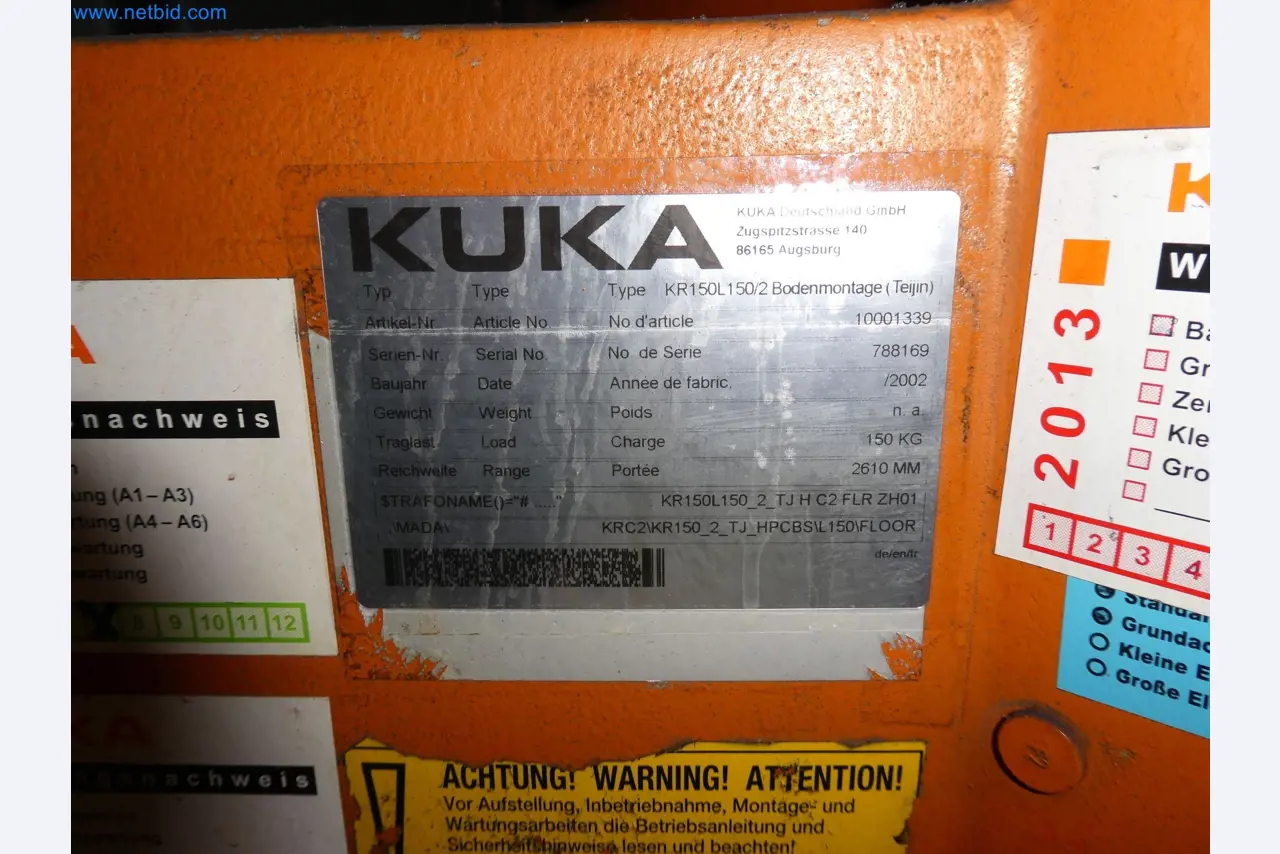 www.netbid.com
KUKA
KUKA Deutschland GmbH
Zugspitzstrasse 140
86165 Augsburg
Typ Type Type KR150L150/2 Bodenmontage (Teijin)
Artikel-Nr. Article No. No d'article 10001339
Serien-Nr. Serial No. No de Serie 788169
Baujahr Date Année de fabric. /2002
Gewicht Weight Poids n. a.
Traglast Load Charge 150 KG
Reichweite Range Portée 2610 MM
$TRAFONAME()="# ....." KR150L150_2_TJ H C2 FLR ZH01
\MADA\ KRC2\KR150_2_TJ_HPCBS\L150\FLOOR
de/en/fr
A
nachweis
ung (A1–A3)
tung (A4–A6)
wartung
wartung
8 9 10 11 12
KA
nachweis
ACHTUNG! WARNING! ATTENTION!
Vor Aufstellung, Inbetriebnahme, Montage- und
Wartungsarbeiten die Betriebsanleitung und
Sicherheitshinweise lesen und beachten!
K
W
2013
Ba
Gr
Zei
Kle
Gro
1 2 3 4
Standar
Grundac
Kleine E
Große El